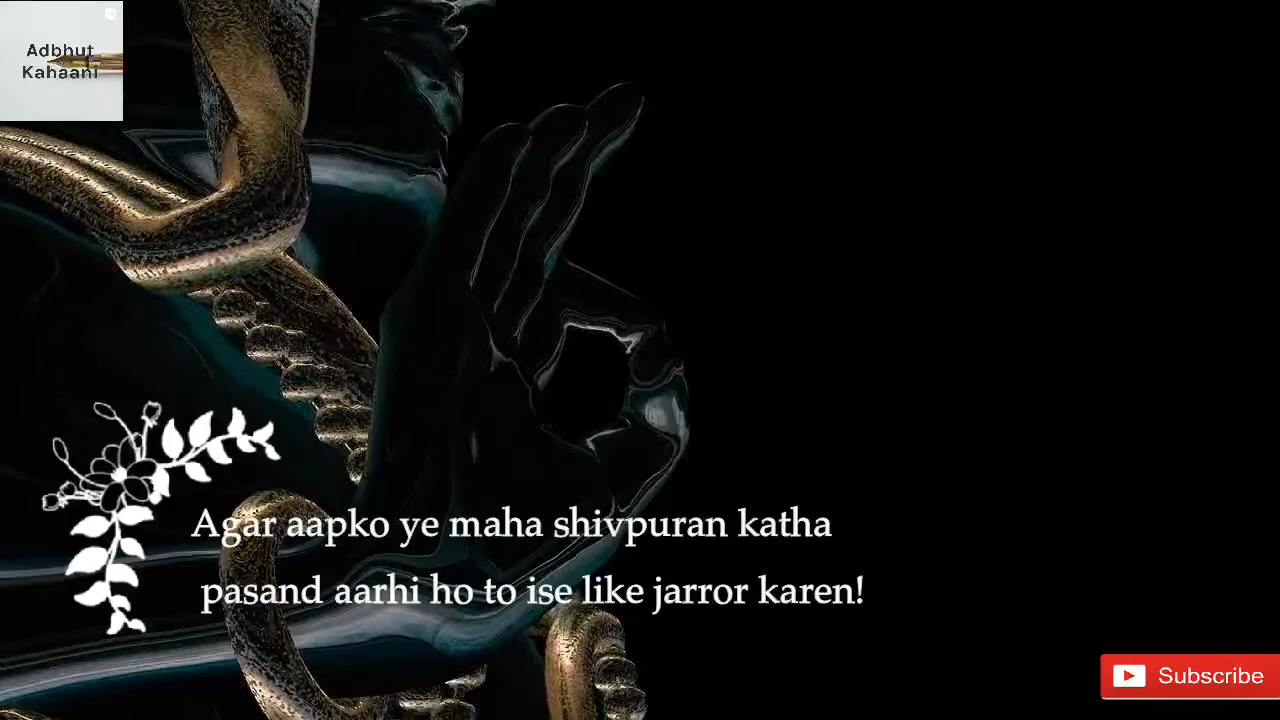 Adbhut
Kahaani
Agar aapko ye maha shivpuran katha
pasand aarhi ho to ise like jarror karen!
Subscribe